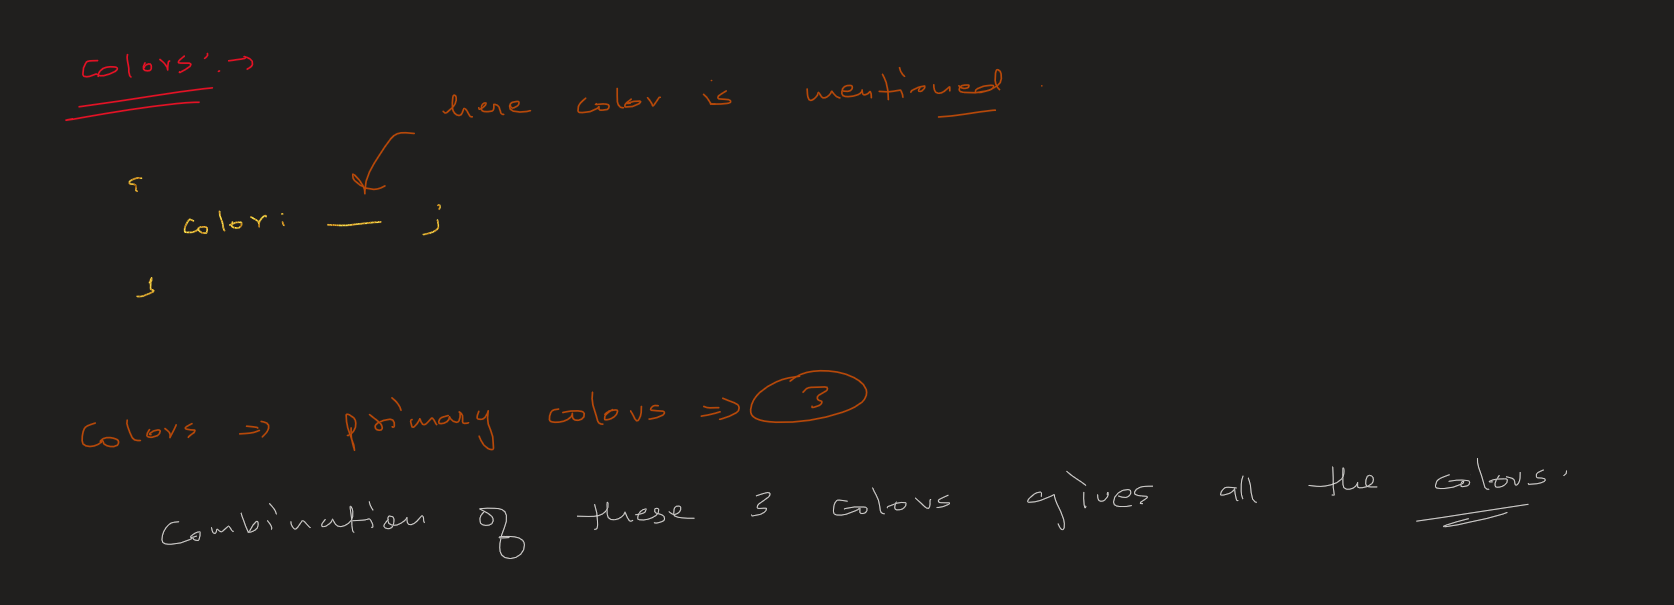 Colors: →
here color is mentioned.
{
color: — ;
}
Colors ⇒ primary colors ⇒ 3
Combination of these 3 colors gives all the colors.